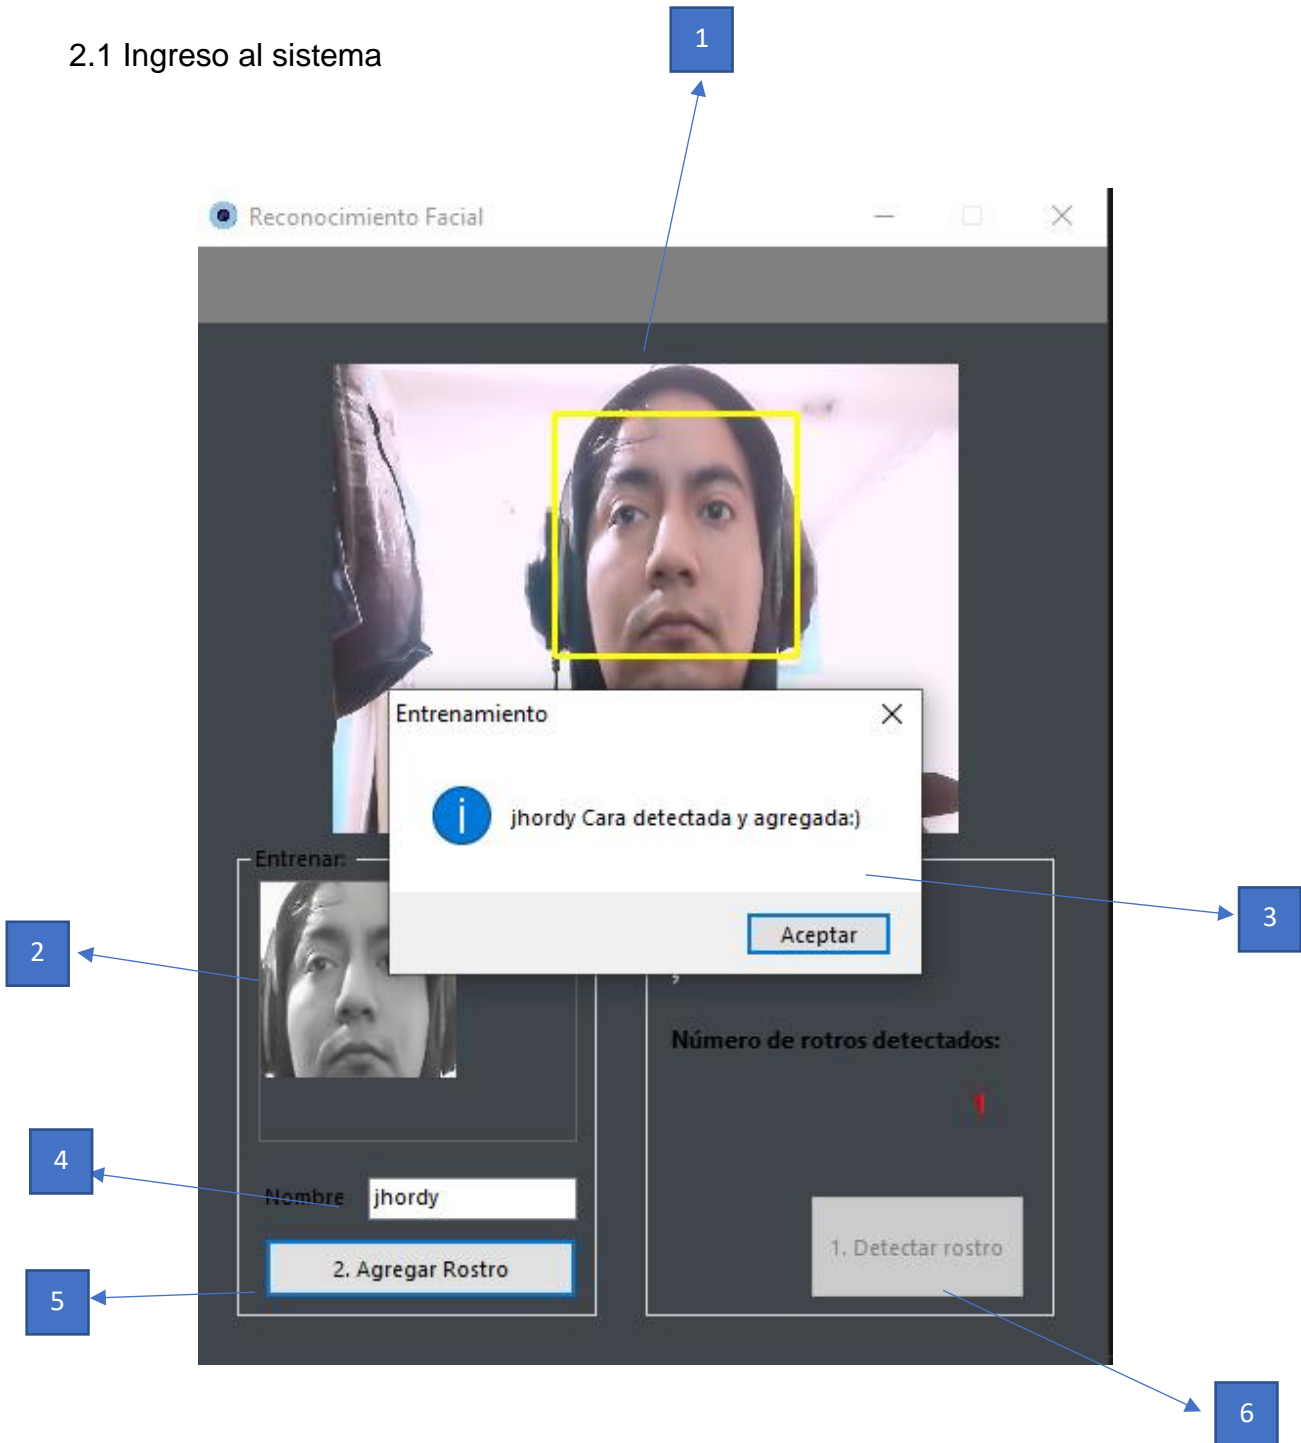 1
2.1 Ingreso al sistema
Reconocimiento Facial
Entrenamiento
jhordy Cara detectada y agregada:)
Entrenar:
Aceptar
3
2
Número de rotros detectados:
1
4
Nombre jhordy
1. Detectar rostro
2. Agregar Rostro
5
6